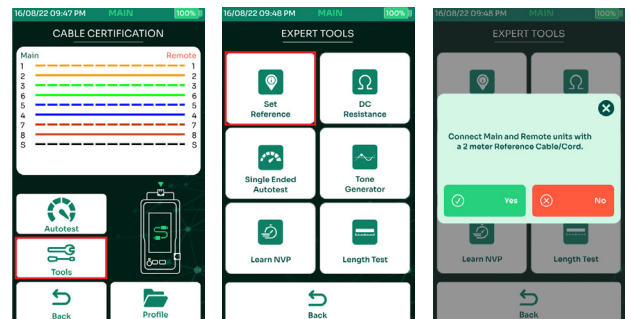 16/08/22 09:47 PM MAIN 100%
CABLE CERTIFICATION
Main Remote
1 1
2 2
3 3
6 6
5 5
4 4
7 7
8 8
S S
Autotest
Tools
Back
Profile
16/08/22 09:48 PM MAIN 100%
EXPERT TOOLS
Set
Reference
DC
Resistance
Single Ended
Autotest
Tone
Generator
Learn NVP
Length Test
Back
16/08/22 09:48 PM MAIN 100%
EXPERT TOOLS
Connect Main and Remote units with
a 2 meter Reference Cable/Cord.
Yes
No
Learn NVP
Length Test
Back